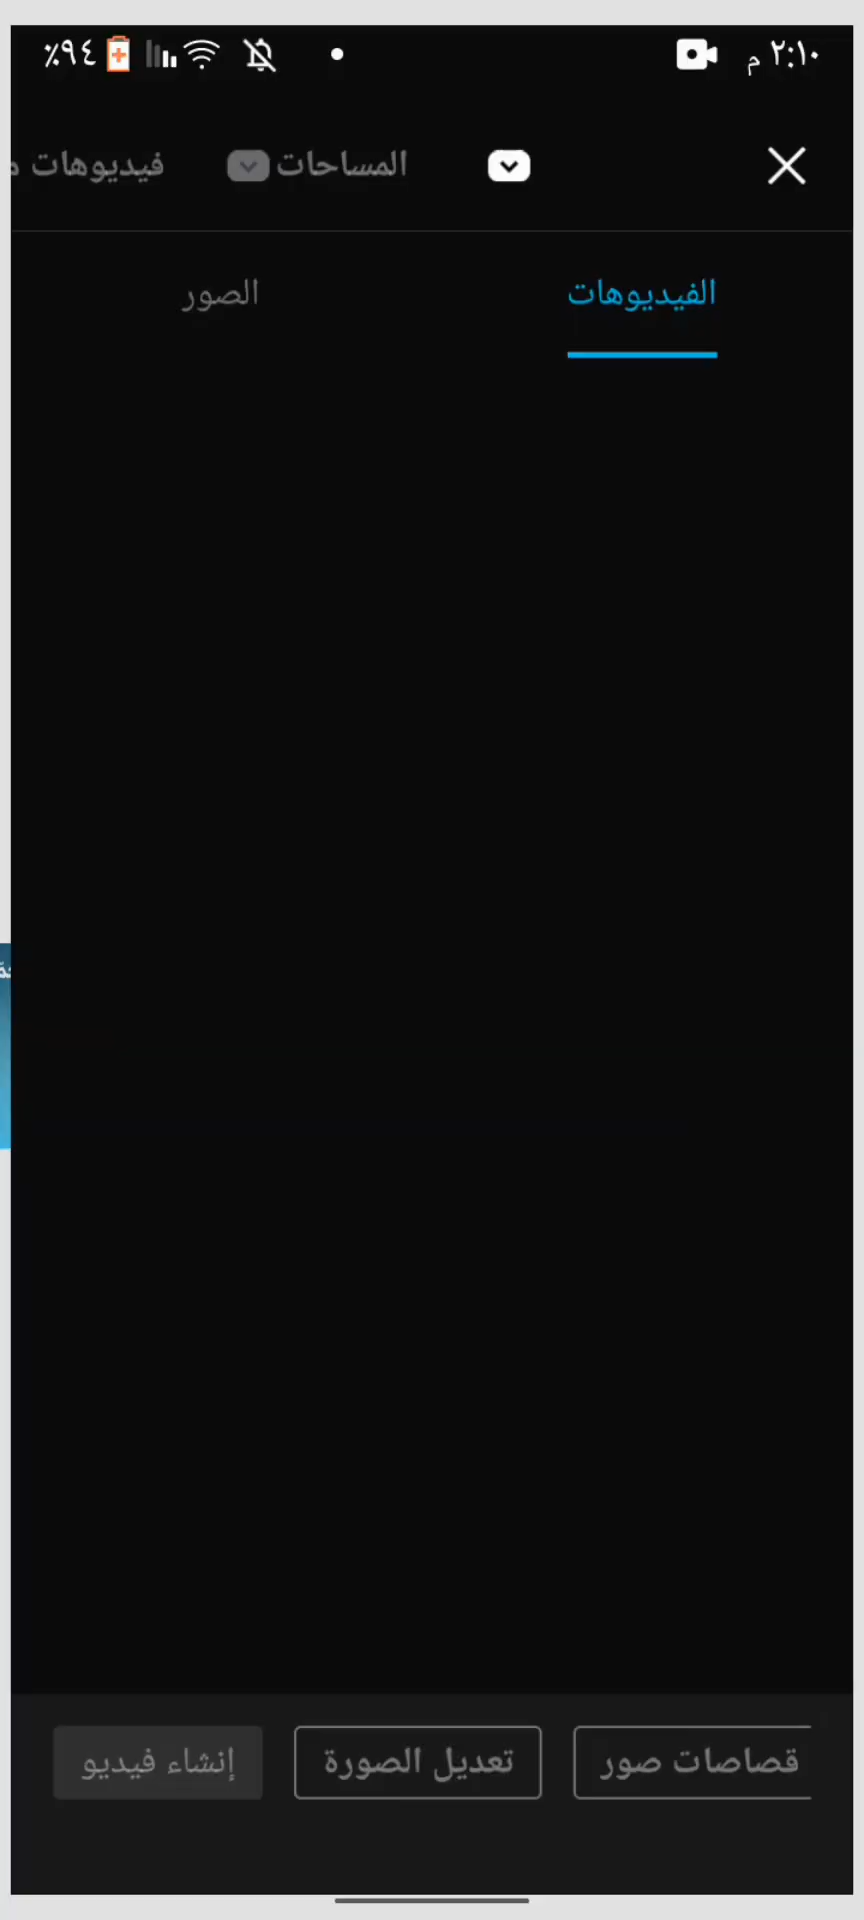 ٢:١٠ م
٪٩٤
المساحات
فيديوهات
الفيديوهات
الصور
قصاصات صور
تعديل الصورة
إنشاء فيديو